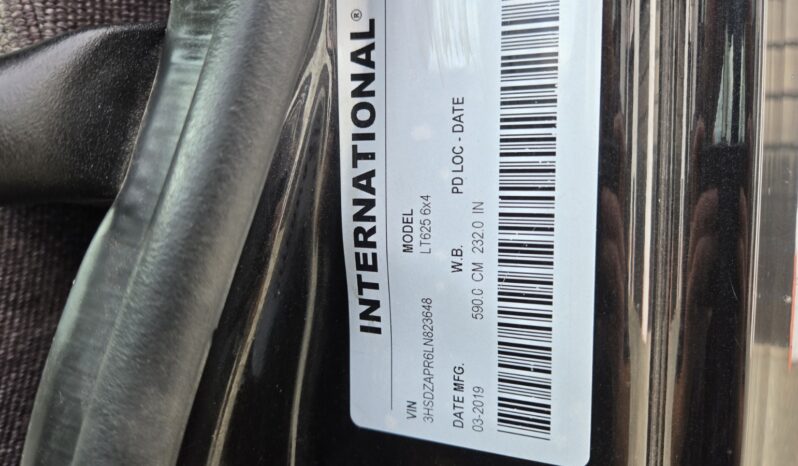 INTERNATIONAL®
VIN MODEL
3HSDZAPR6LN823648 LT625 6x4
DATE MFG. W.B. PD LOC - DATE
03-2019 590.0 CM 232.0 IN